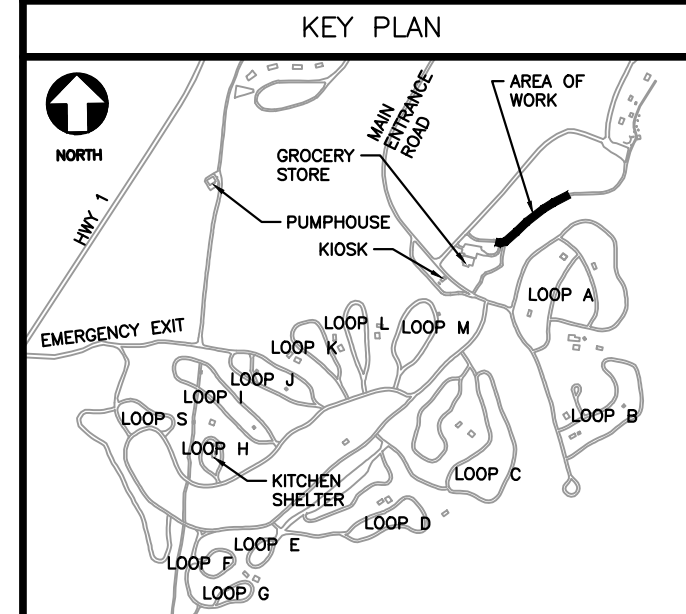 KEY PLAN
NORTH
HWY 1
MAIN
ENTRANCE
ROAD
AREA OF
WORK
GROCERY
STORE
PUMPHOUSE
KIOSK
LOOP A
EMERGENCY EXIT
LOOP L
LOOP M
LOOP K
LOOP J
LOOP I
LOOP S
LOOP B
LOOP H
LOOP C
KITCHEN
SHELTER
LOOP D
LOOP E
LOOP F
LOOP G